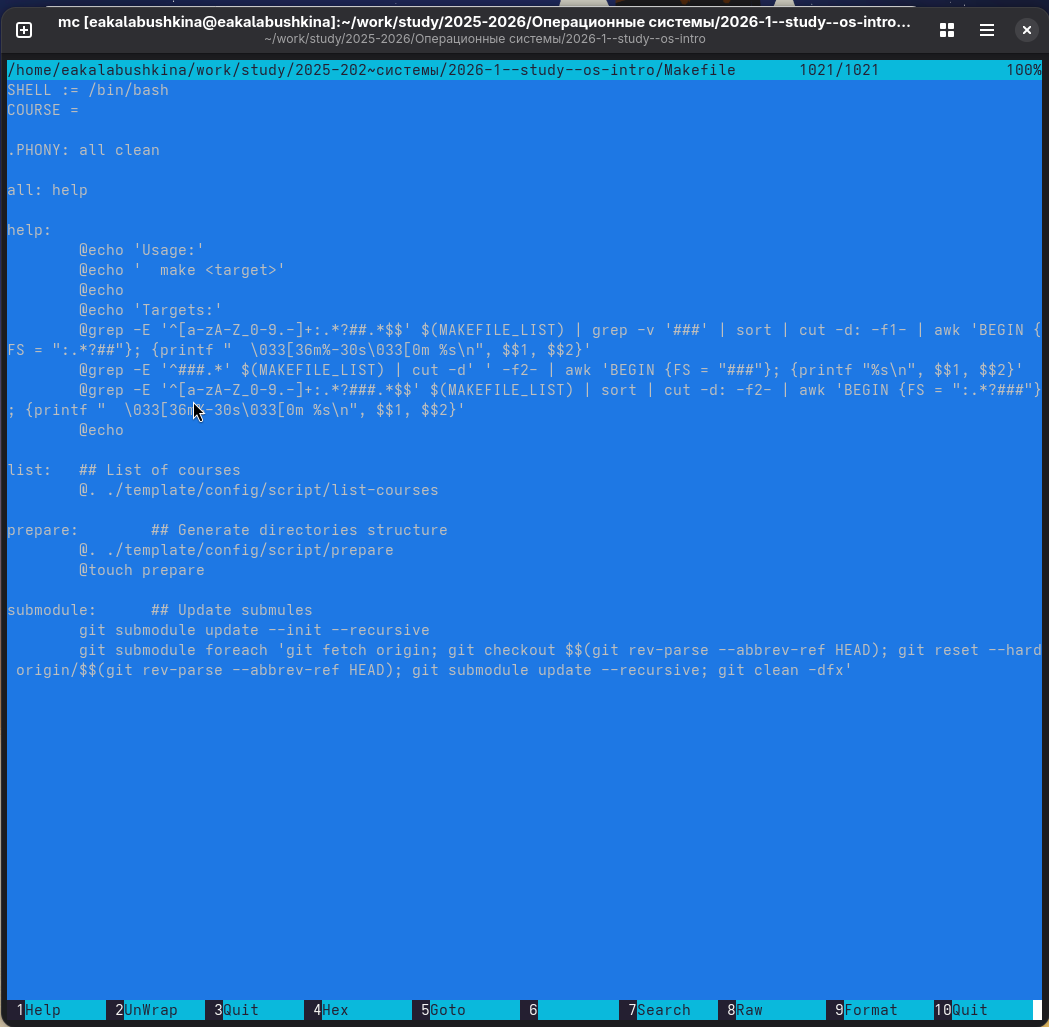 mc [eakalabushkina@eakalabushkina]:~/work/study/2025-2026/Операционные системы/2026-1--study--os-intro…
~/work/study/2025-2026/Операционные системы/2026-1--study--os-intro
/home/eakalabushkina/work/study/2025-202~системы/2026-1--study--os-intro/Makefile       1021/1021              100%
SHELL := /bin/bash
COURSE =
.PHONY: all clean
all: help
help:
        @echo 'Usage:'
        @echo '  make <target>'
        @echo
        @echo 'Targets:'
        @grep -E '^[a-zA-Z_0-9.-]+:.*?##.*$$' $(MAKEFILE_LIST) | grep -v '###' | sort | cut -d: -f1- | awk 'BEGIN {
FS = ":.*?##"}; {printf "  \033[36m%-30s\033[0m %s\n", $$1, $$2}'
        @grep -E '^###.*' $(MAKEFILE_LIST) | cut -d' ' -f2- | awk 'BEGIN {FS = "###"}; {printf "%s\n", $$1, $$2}'
        @grep -E '^[a-zA-Z_0-9.-]+:.*?###.*$$' $(MAKEFILE_LIST) | sort | cut -d: -f2- | awk 'BEGIN {FS = ":.*?###"}
; {printf "  \033[36m%-30s\033[0m %s\n", $$1, $$2}'
        @echo
list:   ## List of courses
        @. ./template/config/script/list-courses
prepare:        ## Generate directories structure
        @. ./template/config/script/prepare
        @touch prepare
submodule:      ## Update submules
        git submodule update --init --recursive
        git submodule foreach 'git fetch origin; git checkout $$(git rev-parse --abbrev-ref HEAD); git reset --hard
 origin/$$(git rev-parse --abbrev-ref HEAD); git submodule update --recursive; git clean -dfx'
1Help 2UnWrap 3Quit 4Hex 5Goto 6 7Search 8Raw 9Format 10Quit